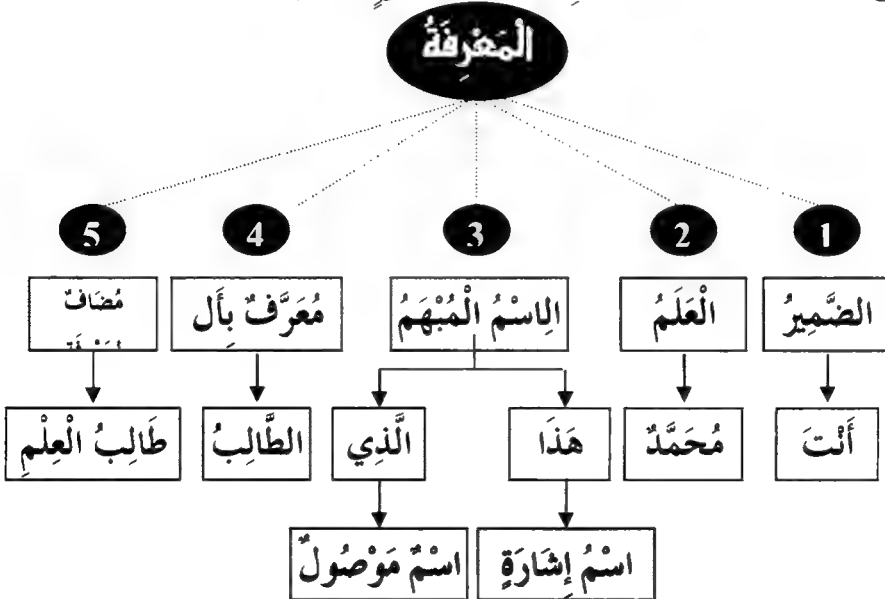 الْمَعْرِفَةُ
1 2 3 4 5
الضَّمِيرُ الْعَلَمُ الِاسْمُ الْمُبْهَمُ مُعَرَّفٌ بِأَل مُضَافٌ
أَنْتَ مُحَمَّدٌ هَذَا الَّذِي الطَّالِبُ طَالِبُ الْعِلْمِ
اسْمُ إِشَارَةٍ اسْمٌ مَوْصُولٌ